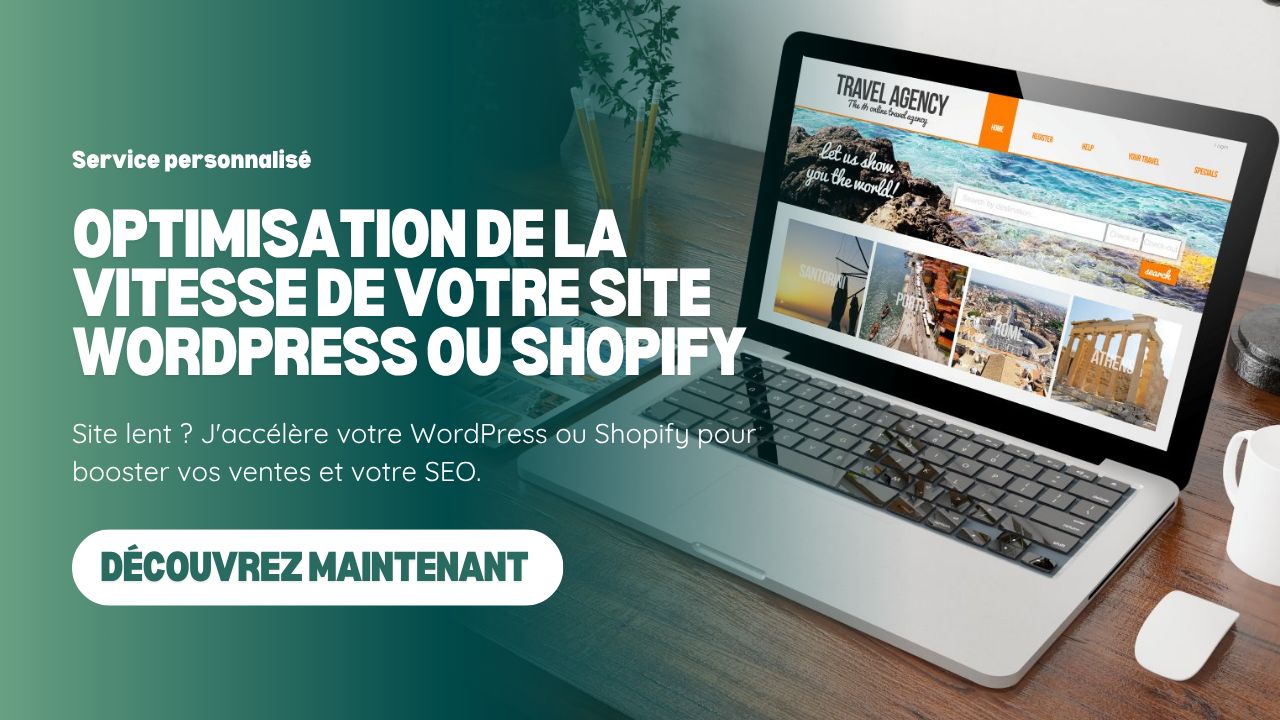 Service personnalisé
OPTIMISATION DE LA
VITESSE DE VOTRE SITE
WORDPRESS OU SHOPIFY
Site lent ? J'accélère votre WordPress ou Shopify pour
booster vos ventes et votre SEO.
DÉCOUVREZ MAINTENANT
TRAVEL AGENCY
The #1 online travel agency
Login
HOME
REGISTER
HELP
YOUR TRAVEL
SPECIALS
let us show
you the world!
Search by destination...
Check-in
Check-out
search
SANTORINI
ROME
ATHENS
shift